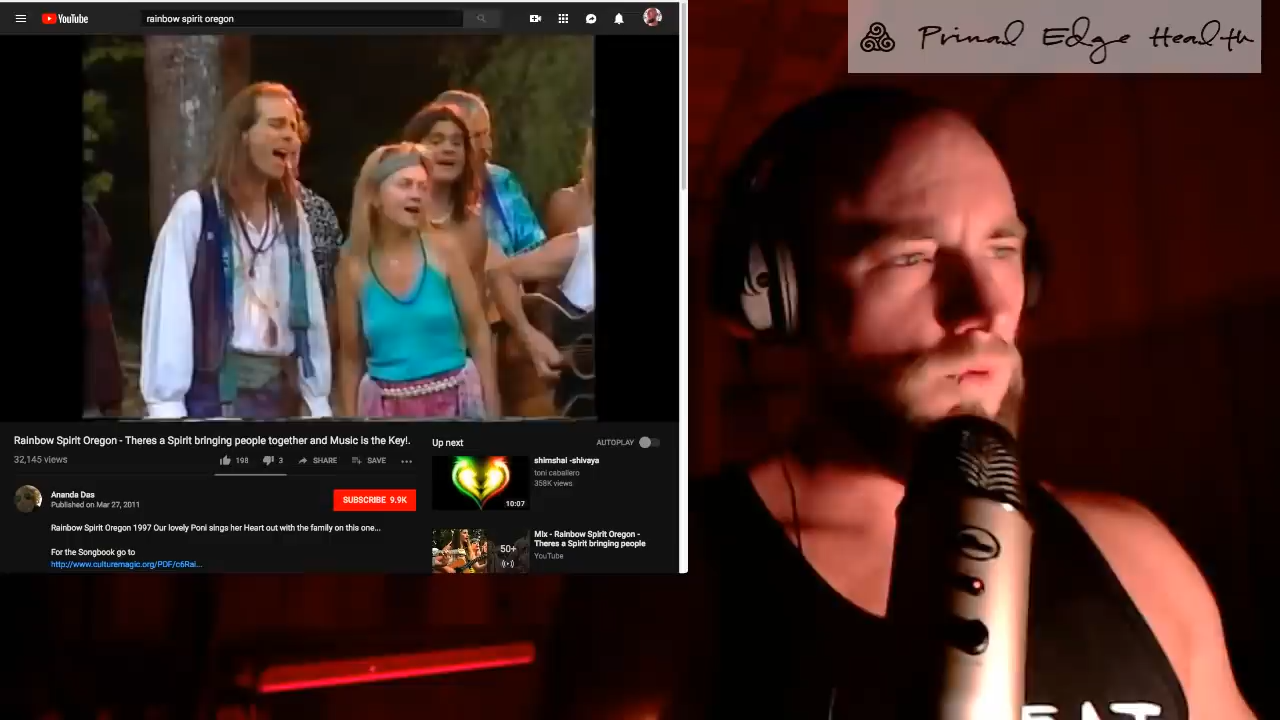 YouTube
rainbow spirit oregon
Primal Edge Health
Rainbow Spirit Oregon - Theres a Spirit bringing people together and Music is the Key!.
32,145 views
198
3
SHARE
SAVE
Ananda Das
Published on Mar 27, 2011
SUBSCRIBE 9.9K
Rainbow Spirit Oregon 1997 Our lovely Poni sings her Heart out with the family on this one...
For the Songbook go to
http://www.culturemagic.org/PDF/c6Rai...
Up next
AUTOPLAY
shimshal -shivaya
toni caballero
358K views
10:07
Mix - Rainbow Spirit Oregon -
Theres a Spirit bringing people
YouTube
50+
EAT